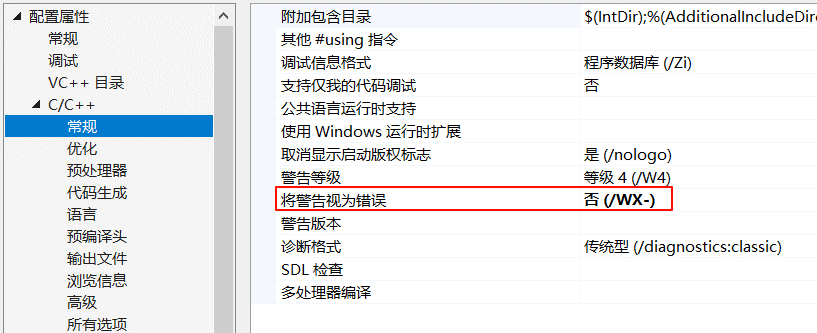 配置属性
常规
调试
VC++ 目录
C/C++
常规
优化
预处理器
代码生成
语言
预编译头
输出文件
浏览信息
高级
所有选项
附加包含目录 $(IntDir);%(AdditionalIncludeDire
其他 #using 指令
调试信息格式 程序数据库 (/Zi)
支持仅我的代码调试 否
公共语言运行时支持
使用 Windows 运行时扩展
取消显示启动版权标志 是 (/nologo)
警告等级 等级 4 (/W4)
将警告视为错误 否 (/WX-)
警告版本
诊断格式 传统型 (/diagnostics:classic)
SDL 检查
多处理器编译